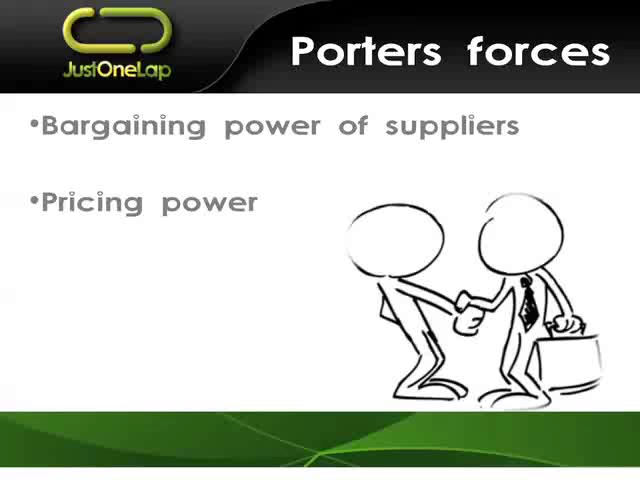 JustOneLap
Porters forces
•Bargaining power of suppliers
•Pricing power